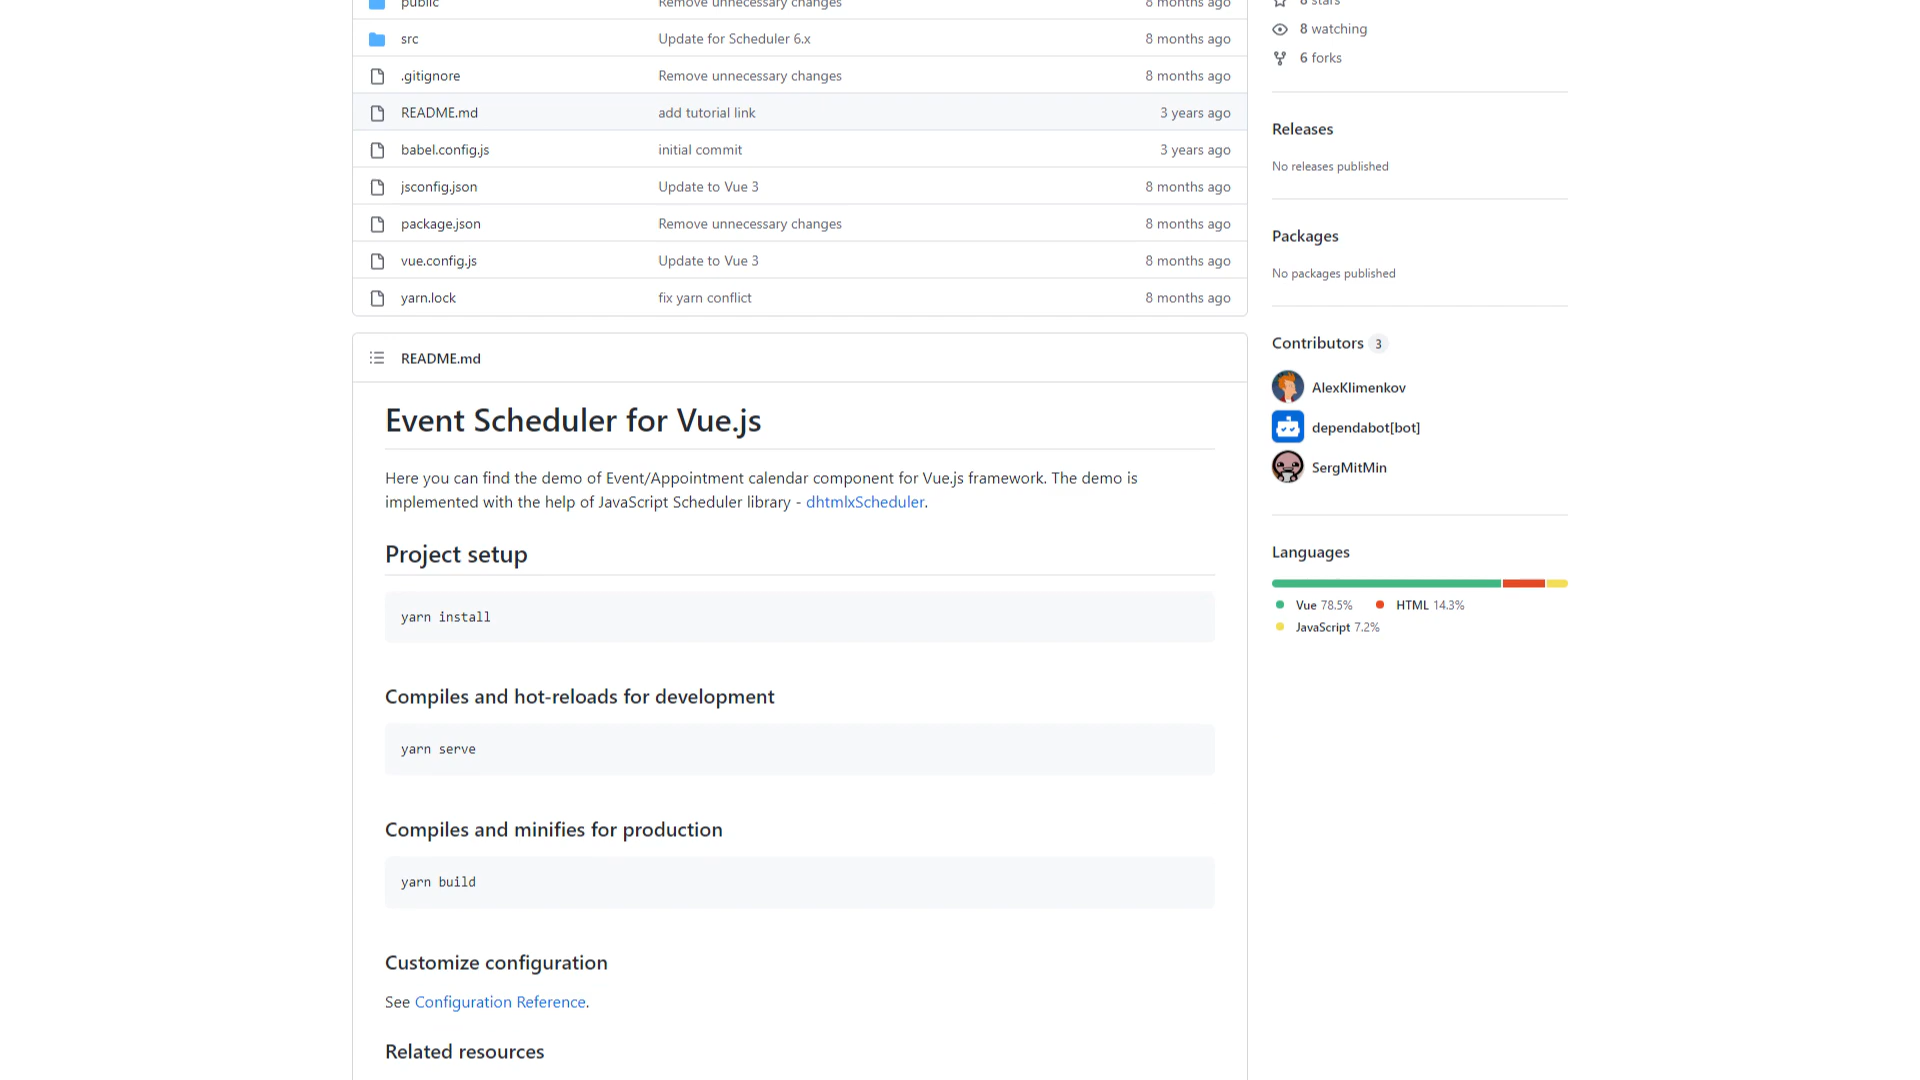 public Remove unnecessary changes 8 months ago
src Update for Scheduler 6.x 8 months ago
.gitignore Remove unnecessary changes 8 months ago
README.md add tutorial link 3 years ago
babel.config.js initial commit 3 years ago
jsconfig.json Update to Vue 3 8 months ago
package.json Remove unnecessary changes 8 months ago
vue.config.js Update to Vue 3 8 months ago
yarn.lock fix yarn conflict 8 months ago
README.md
Event Scheduler for Vue.js
Here you can find the demo of Event/Appointment calendar component for Vue.js framework. The demo is
implemented with the help of JavaScript Scheduler library - dhtmlxScheduler.
Project setup
yarn install
Compiles and hot-reloads for development
yarn serve
Compiles and minifies for production
yarn build
Customize configuration
See Configuration Reference.
Related resources
8 stars
8 watching
6 forks
Releases
No releases published
Packages
No packages published
Contributors 3
AlexKlimenkov
dependabot[bot]
SergMitMin
Languages
Vue 78.5% HTML 14.3%
JavaScript 7.2%